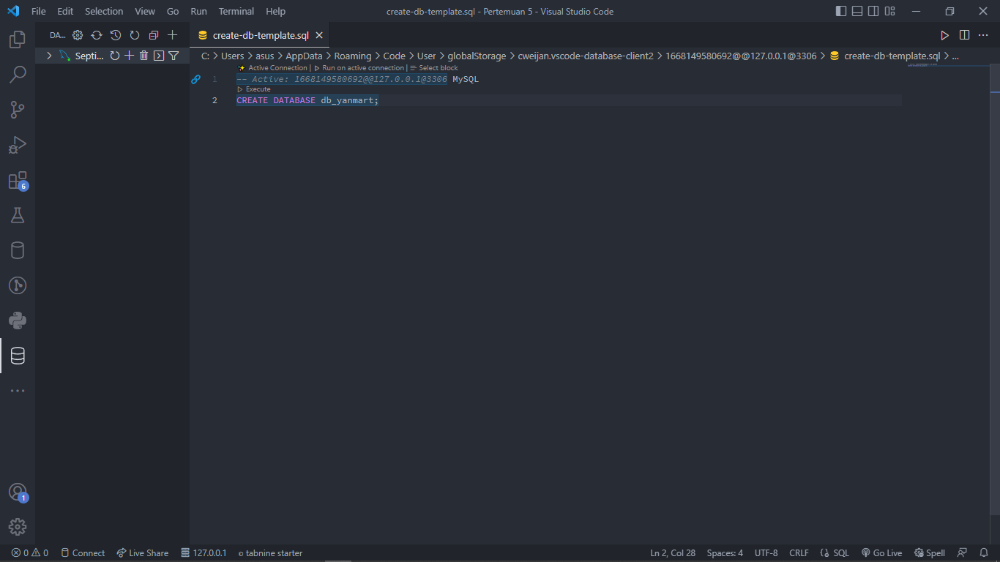 File Edit Selection View Go Run Terminal Help
create-db-template.sql - Pertemuan 5 - Visual Studio Code
DA...
create-db-template.sql
Septi...
C: > Users > asus > AppData > Roaming > Code > User > globalStorage > cweijan.vscode-database-client2 > 1668149580692@@127.0.0.1@3306 > create-db-template.sql > ...
Active Connection | Run on active connection | Select block
1 -- Active: 1668149580692@@127.0.0.1@3306 MySQL
Execute
2 CREATE DATABASE db_yanmart;
6
1
0 0 Connect Live Share 127.0.0.1 tabnine starter
Ln 2, Col 28 Spaces: 4 UTF-8 CRLF SQL Go Live Spell